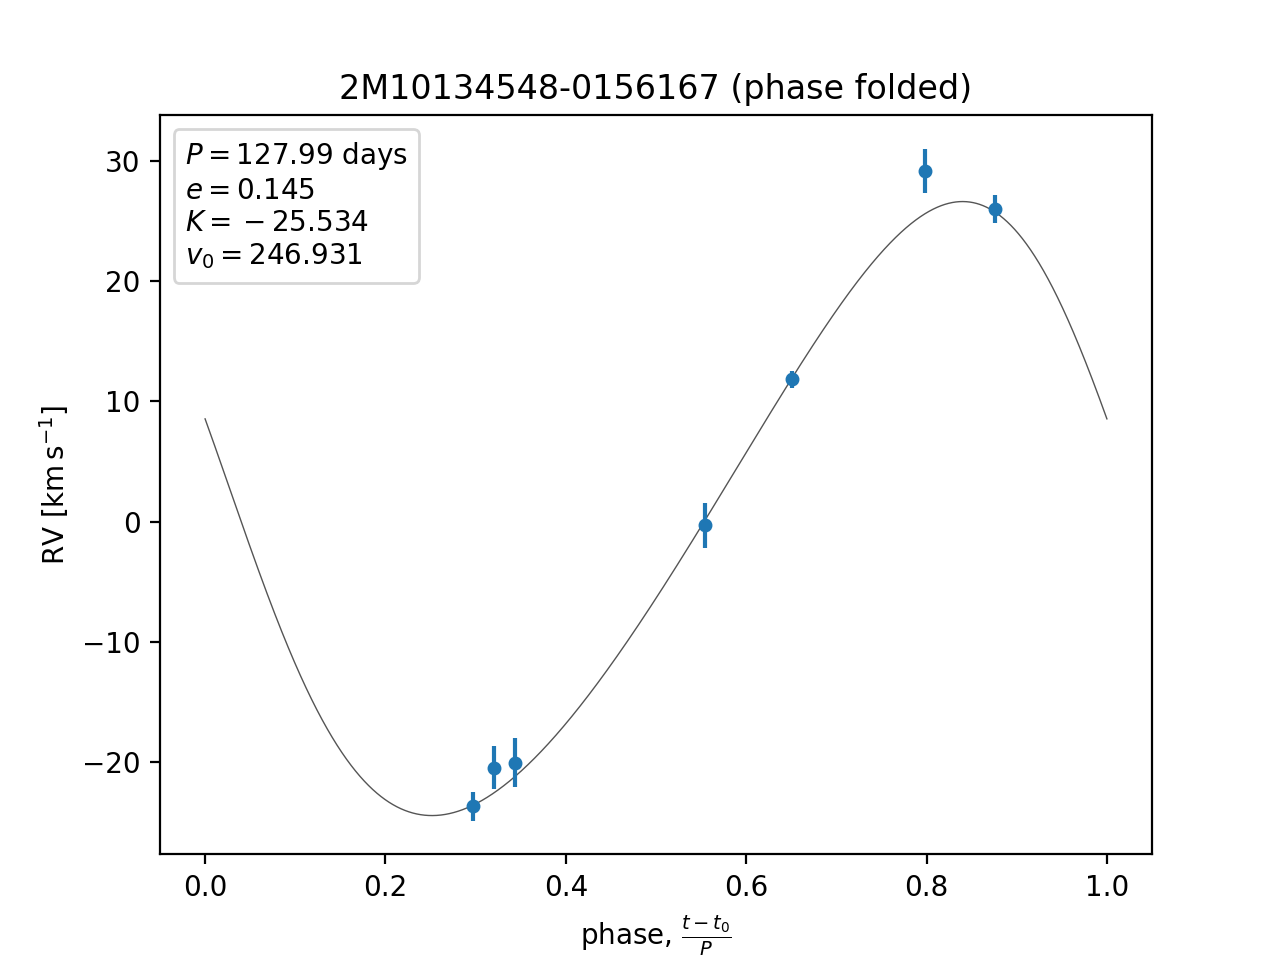 2M10134548-0156167 (phase folded)
P = 127.99 days
e = 0.145
K = −25.534
v₀ = 246.931
RV [km s⁻¹]
30
20
10
0
−10
−20
0.0 0.2 0.4 0.6 0.8 1.0
phase, (t − t₀)/P